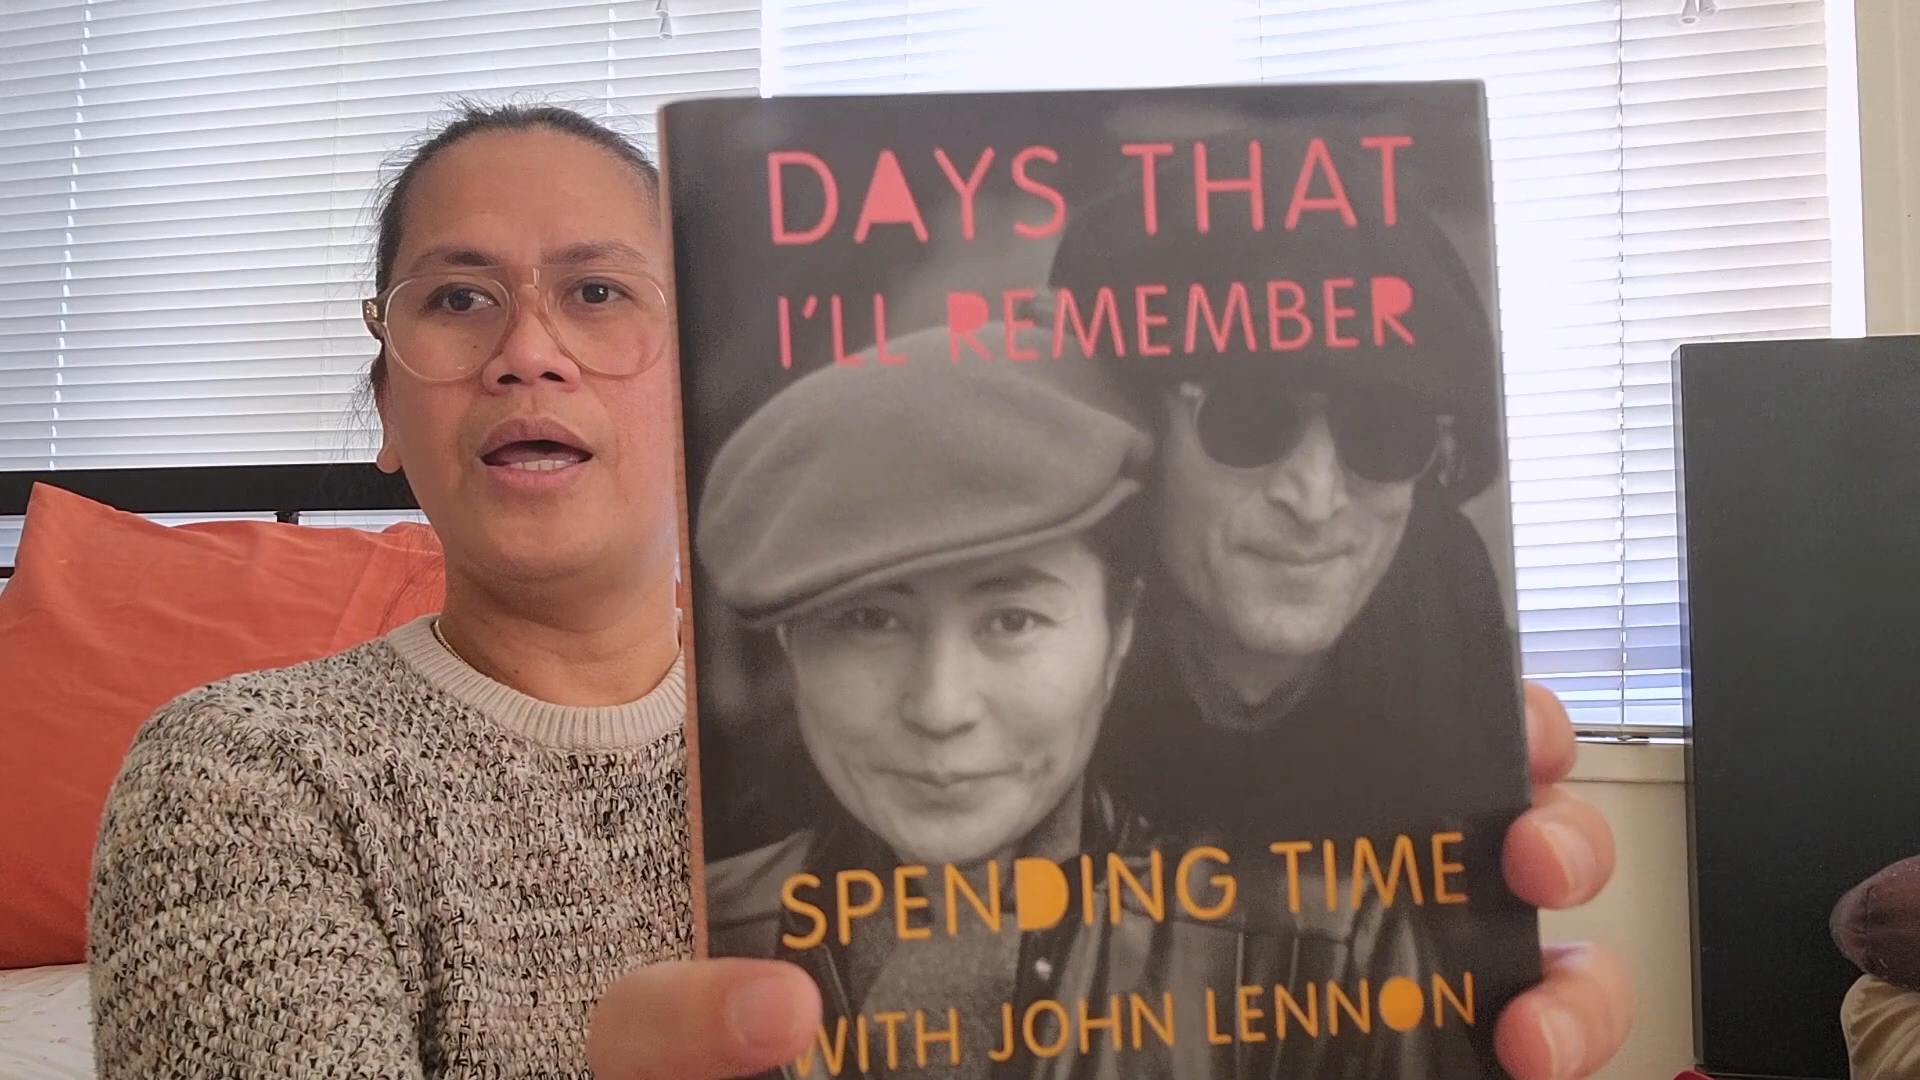 DAYS THAT
I'LL REMEMBER
SPENDING TIME
WITH JOHN LENNON